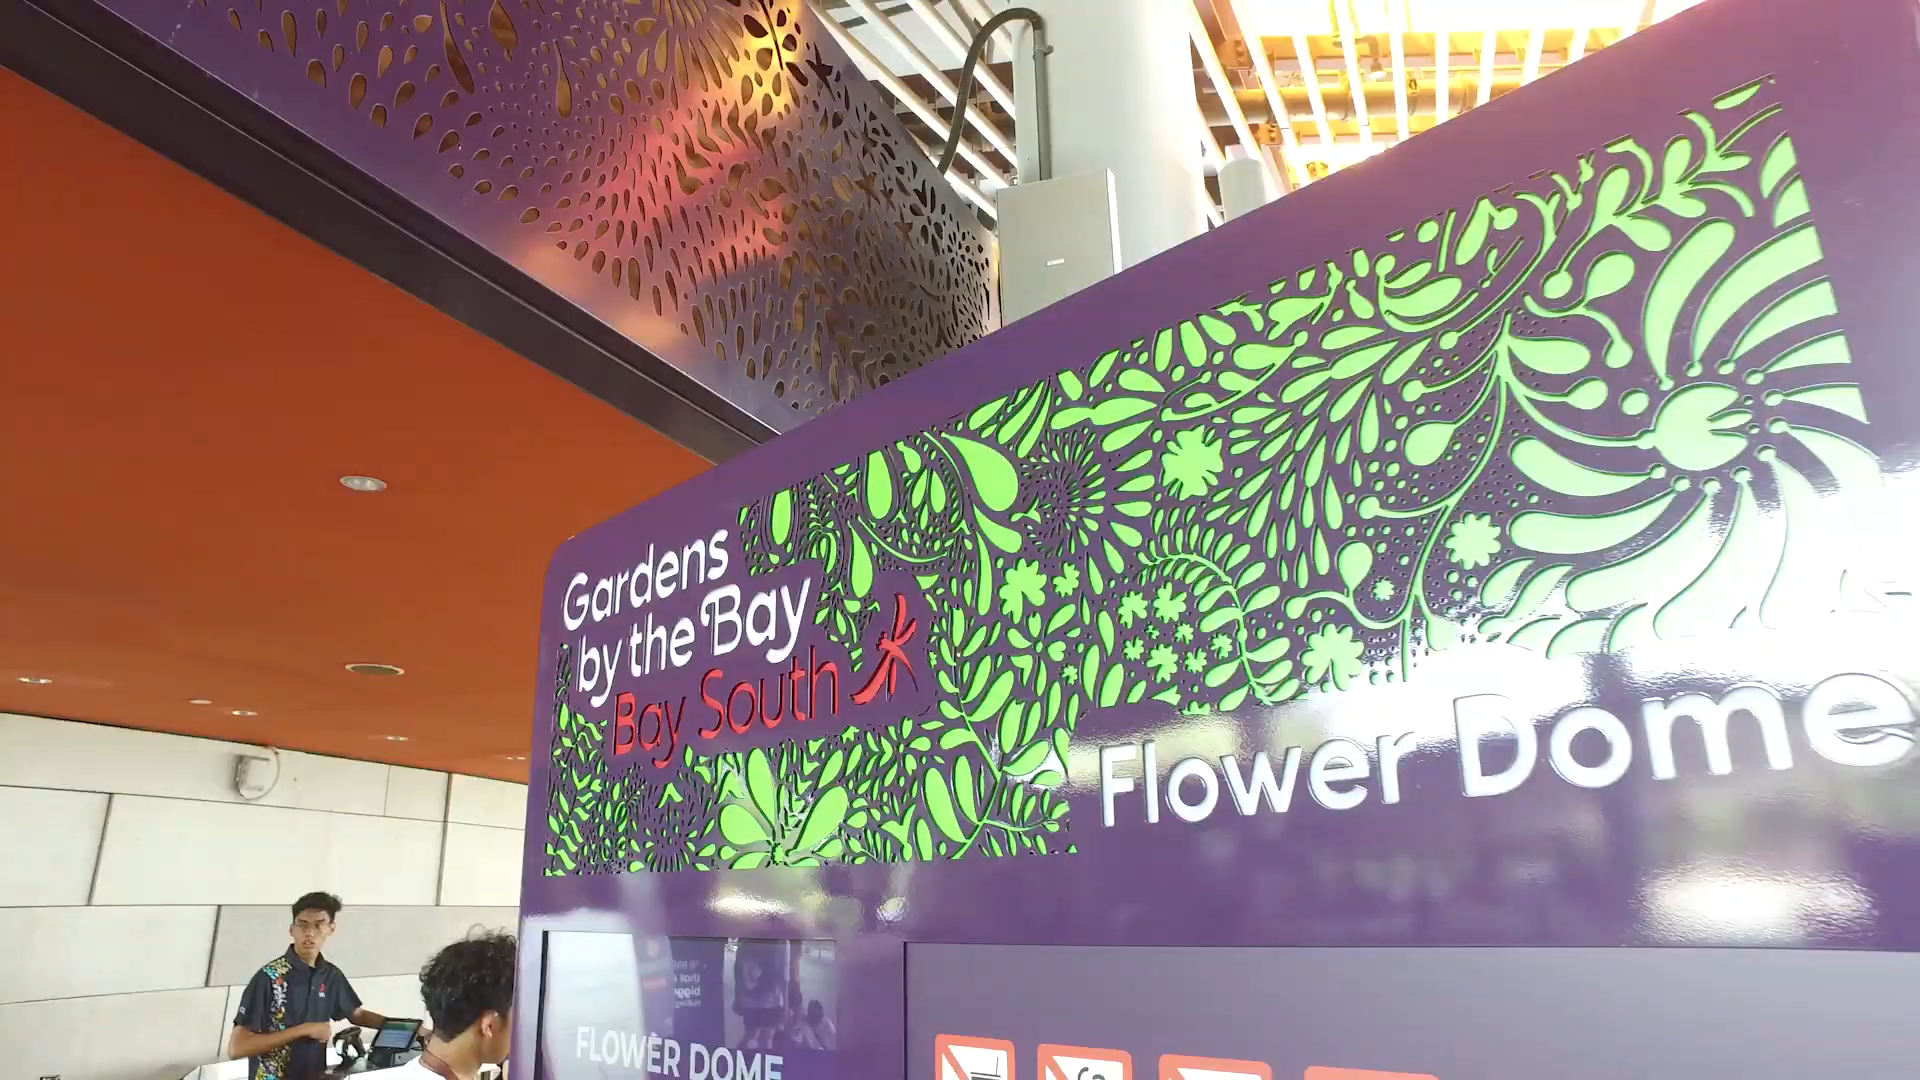 Gardens
by the Bay
Bay South
Flower Dome
FLOWER DOME